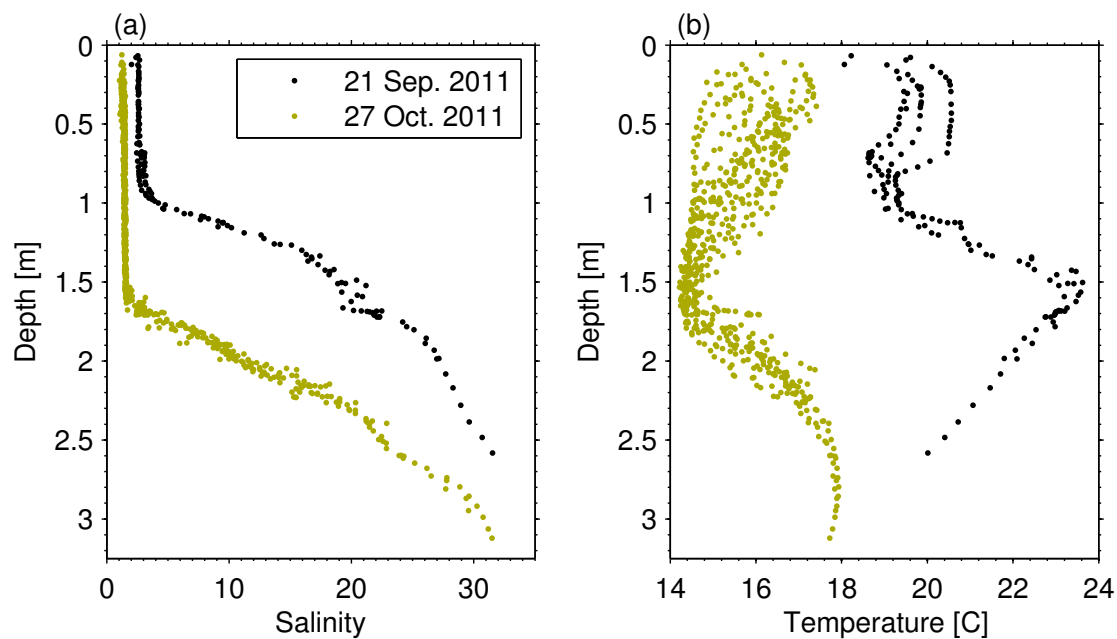 (a)
0
0.5
1
1.5
2
2.5
3
Depth [m]
0 10 20 30
Salinity
21 Sep. 2011
27 Oct. 2011
(b)
0
0.5
1
1.5
2
2.5
3
Depth [m]
14 16 18 20 22 24
Temperature [C]